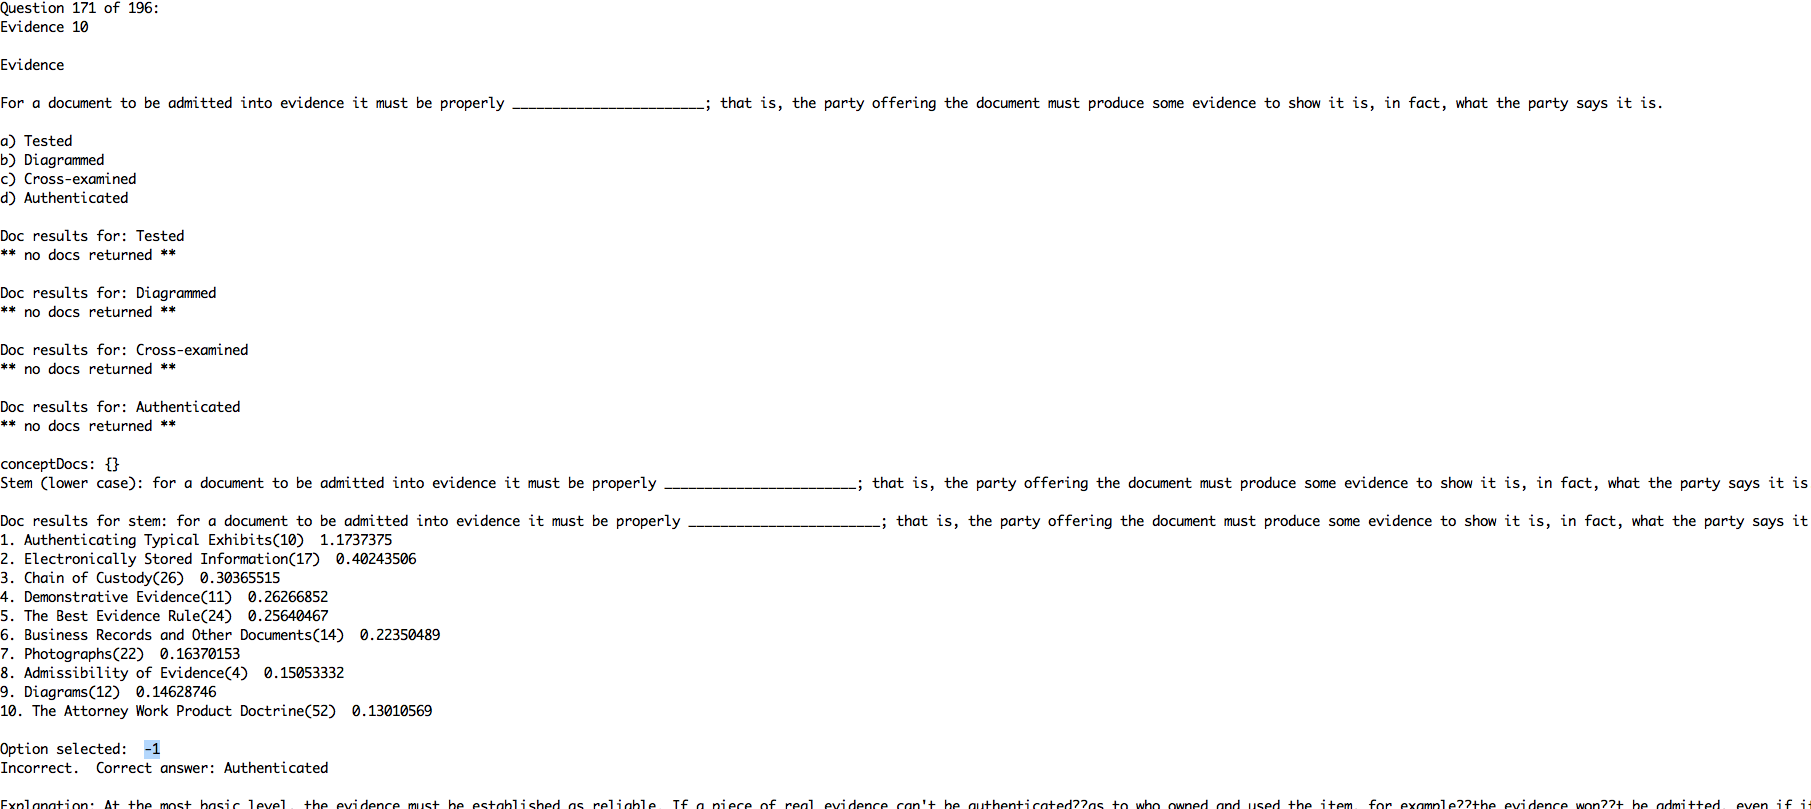 Question 171 of 196:
Evidence 10
Evidence
For a document to be admitted into evidence it must be properly ________________________; that is, the party offering the document must produce some evidence to show it is, in fact, what the party says it is.
a) Tested
b) Diagrammed
c) Cross-examined
d) Authenticated
Doc results for: Tested
** no docs returned **
Doc results for: Diagrammed
** no docs returned **
Doc results for: Cross-examined
** no docs returned **
Doc results for: Authenticated
** no docs returned **
conceptDocs: {}
Stem (lower case): for a document to be admitted into evidence it must be properly ________________________; that is, the party offering the document must produce some evidence to show it is, in fact, what the party says it is
Doc results for stem: for a document to be admitted into evidence it must be properly ________________________; that is, the party offering the document must produce some evidence to show it is, in fact, what the party says it
1. Authenticating Typical Exhibits(10)  1.1737375
2. Electronically Stored Information(17)  0.40243506
3. Chain of Custody(26)  0.30365515
4. Demonstrative Evidence(11)  0.26266852
5. The Best Evidence Rule(24)  0.25640467
6. Business Records and Other Documents(14)  0.22350489
7. Photographs(22)  0.16370153
8. Admissibility of Evidence(4)  0.15053332
9. Diagrams(12)  0.14628746
10. The Attorney Work Product Doctrine(52)  0.13010569
Option selected:  -1
Incorrect.  Correct answer: Authenticated
Explanation: At the most basic level, the evidence must be established as reliable. If a piece of real evidence can't be authenticated??as to who owned and used the item, for example??the evidence won??t be admitted, even if